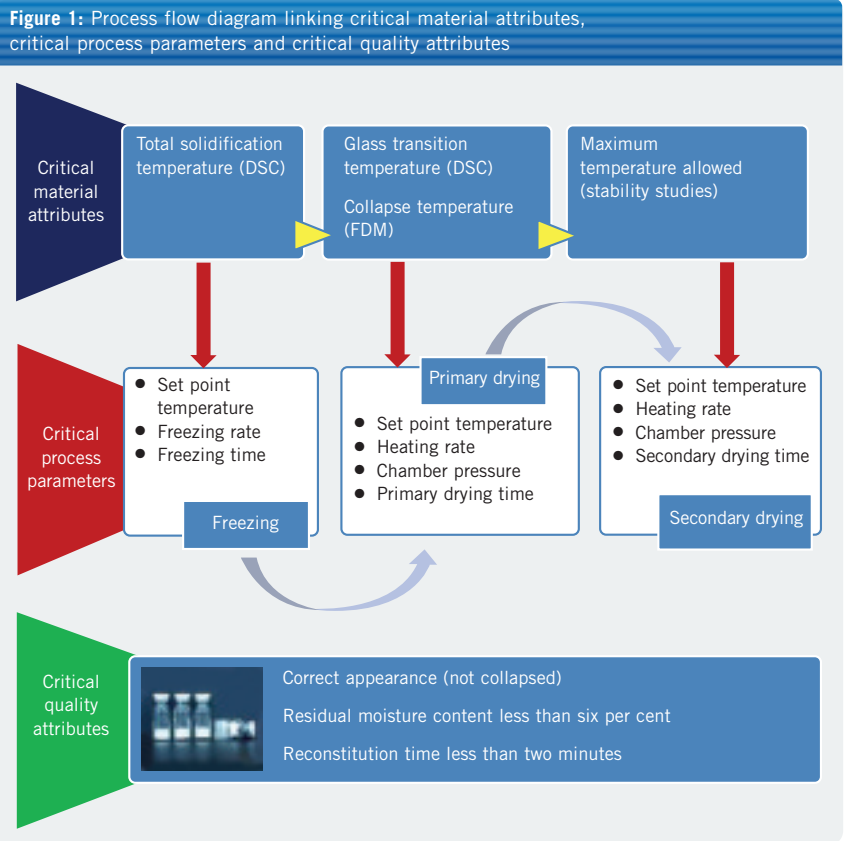 Figure 1: Process flow diagram linking critical material attributes,
critical process parameters and critical quality attributes
Critical
material
attributes
Total solidification
temperature (DSC)
Glass transition
temperature (DSC)
Collapse temperature
(FDM)
Maximum
temperature allowed
(stability studies)
Critical
process
parameters
● Set point
temperature
● Freezing rate
● Freezing time
Freezing
Primary drying
● Set point temperature
● Heating rate
● Chamber pressure
● Primary drying time
● Set point temperature
● Heating rate
● Chamber pressure
● Secondary drying time
Secondary drying
Critical
quality
attributes
Correct appearance (not collapsed)
Residual moisture content less than six per cent
Reconstitution time less than two minutes